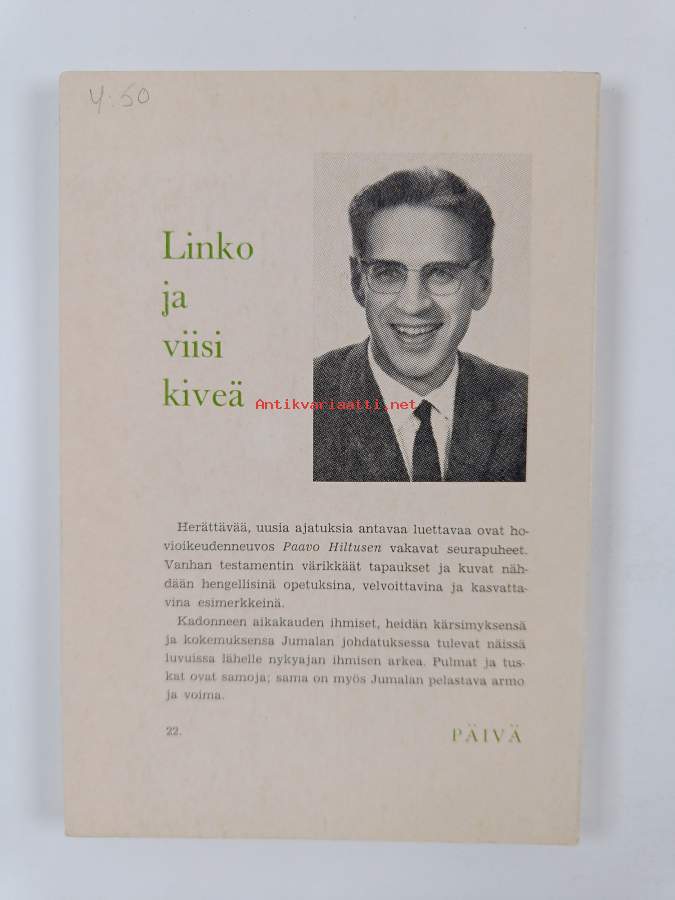 4:50
Linko
ja
viisi
kiveä
Antikvariaatti.net
Herättävää, uusia ajatuksia antavaa luettavaa ovat ho-
vioikeudenneuvos Paavo Hiltusen vakavat seurapuheet.
Vanhan testamentin värikkäät tapaukset ja kuvat näh-
dään hengellisinä opetuksina, velvoittavina ja kasvatta-
vina esimerkkeinä.
Kadonneen aikakauden ihmiset, heidän kärsimyksensä
ja kokemuksensa Jumalan johdatuksessa tulevat näissä
luvuissa lähelle nykyajan ihmisen arkea. Pulmat ja tus-
kat ovat samoja; sama on myös Jumalan pelastava armo
ja voima.
22.
PÄIVÄ